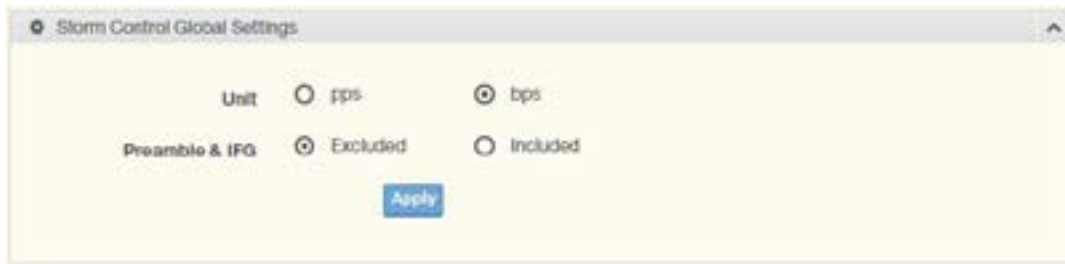 Storm Control Global Settings
Unit pps bps
Preamble & IFG Excluded Included
Apply